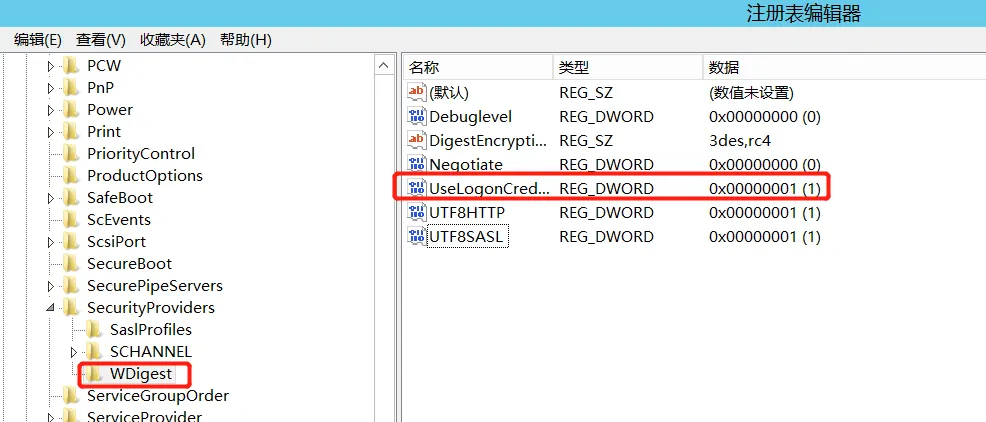 注册表编辑器
编辑(E) 查看(V) 收藏夹(A) 帮助(H)
PCW
PnP
Power
Print
PriorityControl
ProductOptions
SafeBoot
ScEvents
ScsiPort
SecureBoot
SecurePipeServers
SecurityProviders
SaslProfiles
SCHANNEL
WDigest
ServiceGroupOrder
ServiceProvider
名称 类型 数据
(默认) REG_SZ (数值未设置)
Debuglevel REG_DWORD 0x00000000 (0)
DigestEncrypti... REG_SZ 3des,rc4
Negotiate REG_DWORD 0x00000000 (0)
UseLogonCred... REG_DWORD 0x00000001 (1)
UTF8HTTP REG_DWORD 0x00000001 (1)
UTF8SASL REG_DWORD 0x00000001 (1)